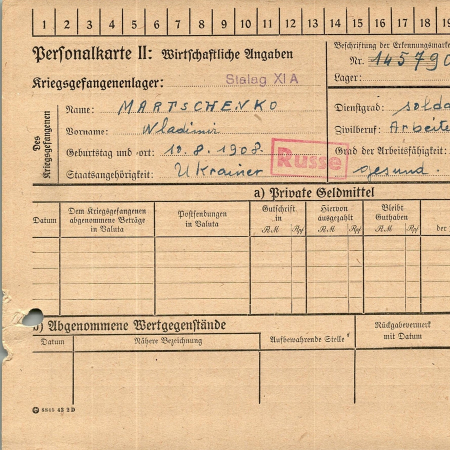 1 2 3 4 5 6 7 8 9 10 11 12 13 14 15 16 17 18 19
Personalkarte II: Wirtschaftliche Angaben
Beschriftung der Erkennungsmarke
Nr. 145790
Kriegsgefangenenlager: Stalag XI A
Lager:
Des Kriegsgefangenen
Name: MARTSCHENKO
Dienstgrad: solda
Vorname: Wladimir
Zivilberuf: Arbeite
Geburtstag und -ort: 10.8.1908.
Grad der Arbeitsfähigkeit:
Russe
Staatsangehörigkeit: Ukrainer
gesund.
a) Private Geldmittel
Datum
Dem Kriegsgefangenen abgenommene Beträge in Valuta
Postsendungen in Valuta
Gutschrift in
RM Rpf
Hiervon ausgezahlt
RM Rpf
Bleibt Guthaben
RM Rpf
der
b) Abgenommene Wertgegenstände
Datum
Nähere Bezeichnung
Aufbewahrende Stelle
Rückgabevermerk mit Datum